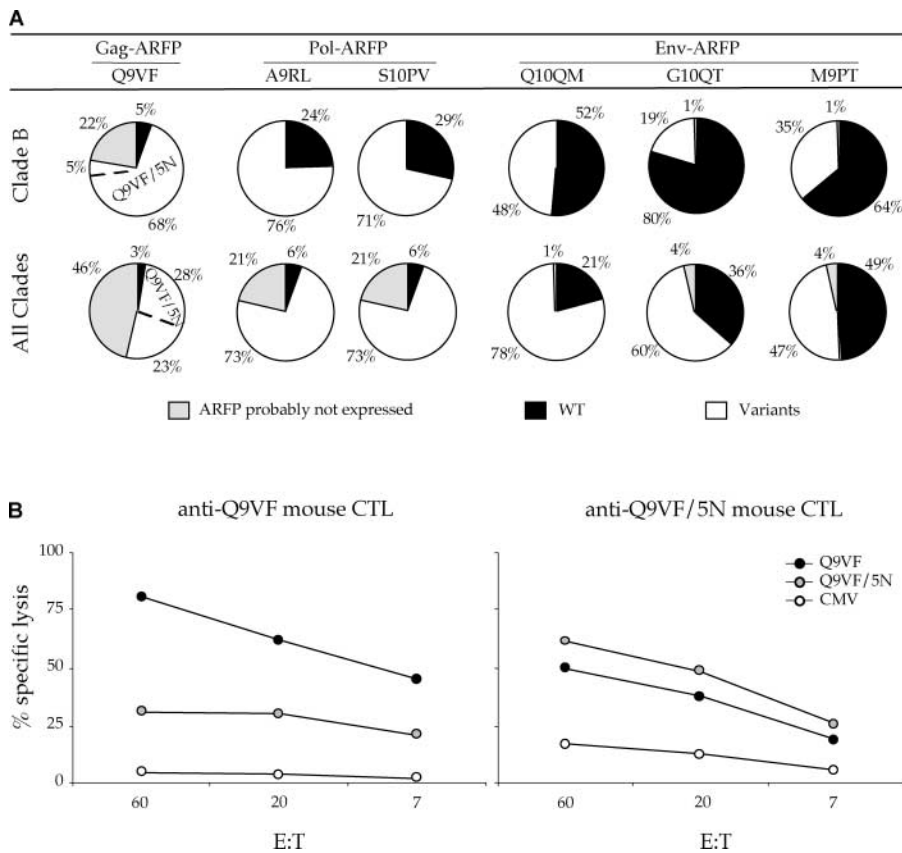 A
Gag-ARFP Pol-ARFP Env-ARFP
Q9VF A9RL S10PV Q10QM G10QT M9PT
Clade B
22% 5% 5% Q9VF/5N 68%
24% 76%
29% 71%
52% 48%
19% 1% 80%
35% 1% 64%
All Clades
46% 3% 28% Q9VF/5N 23%
21% 6% 73%
21% 6% 73%
1% 21% 78%
4% 36% 60%
4% 49% 47%
ARFP probably not expressed WT Variants
B
anti-Q9VF mouse CTL anti-Q9VF/5N mouse CTL
Q9VF
Q9VF/5N
CMV
% specific lysis
100
75
50
25
0
60 20 7 60 20 7
E:T E:T